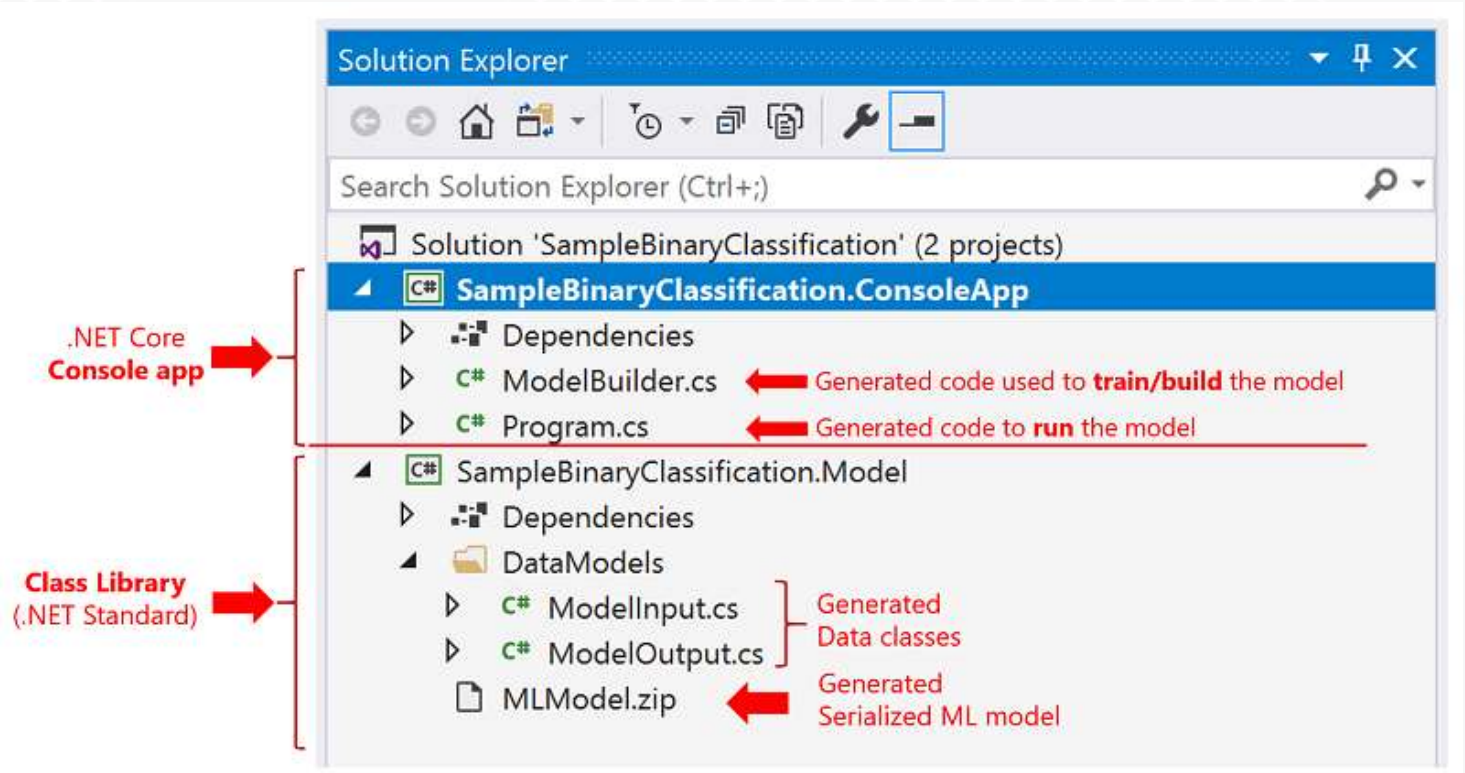 Solution Explorer
Search Solution Explorer (Ctrl+;)
Solution 'SampleBinaryClassification' (2 projects)
C# SampleBinaryClassification.ConsoleApp
Dependencies
.NET Core
Console app
C# ModelBuilder.cs Generated code used to train/build the model
C# Program.cs Generated code to run the model
C# SampleBinaryClassification.Model
Dependencies
DataModels
Class Library
(.NET Standard)
C# ModelInput.cs
C# ModelOutput.cs
Generated
Data classes
MLModel.zip
Generated
Serialized ML model